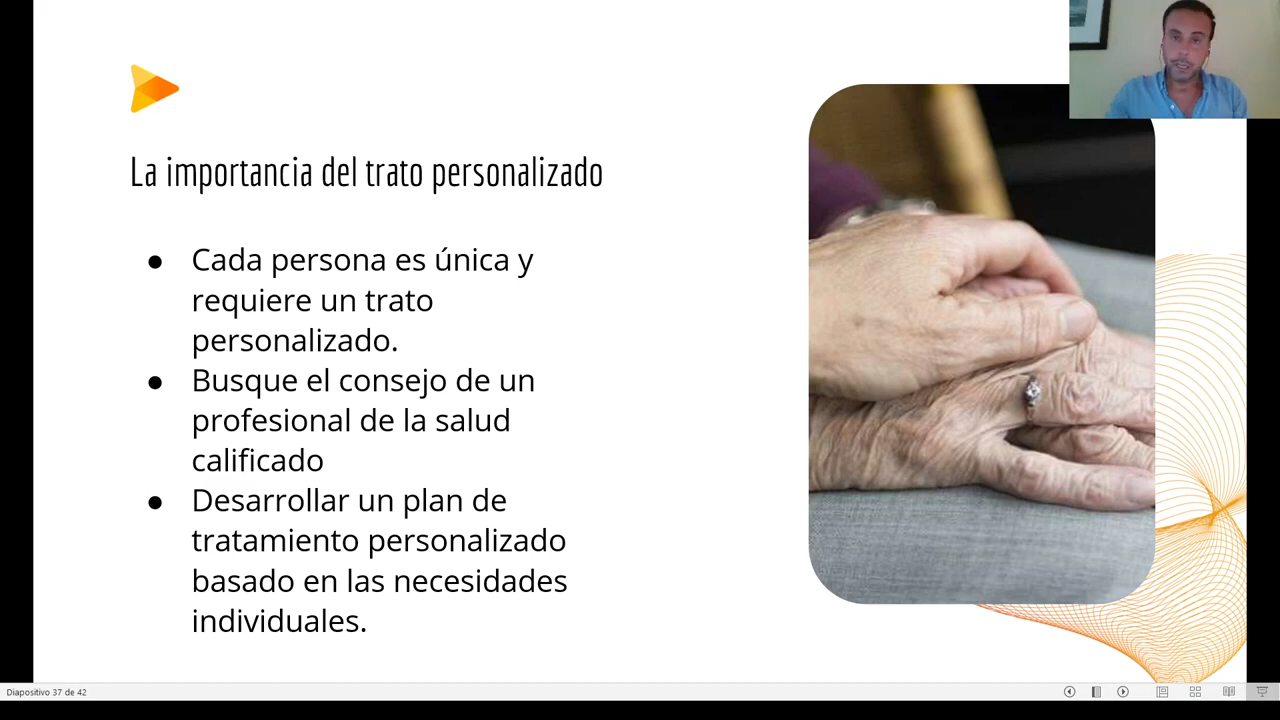 La importancia del trato personalizado
● Cada persona es única y
requiere un trato
personalizado.
● Busque el consejo de un
profesional de la salud
calificado
● Desarrollar un plan de
tratamiento personalizado
basado en las necesidades
individuales.
Diapositivo 37 de 42